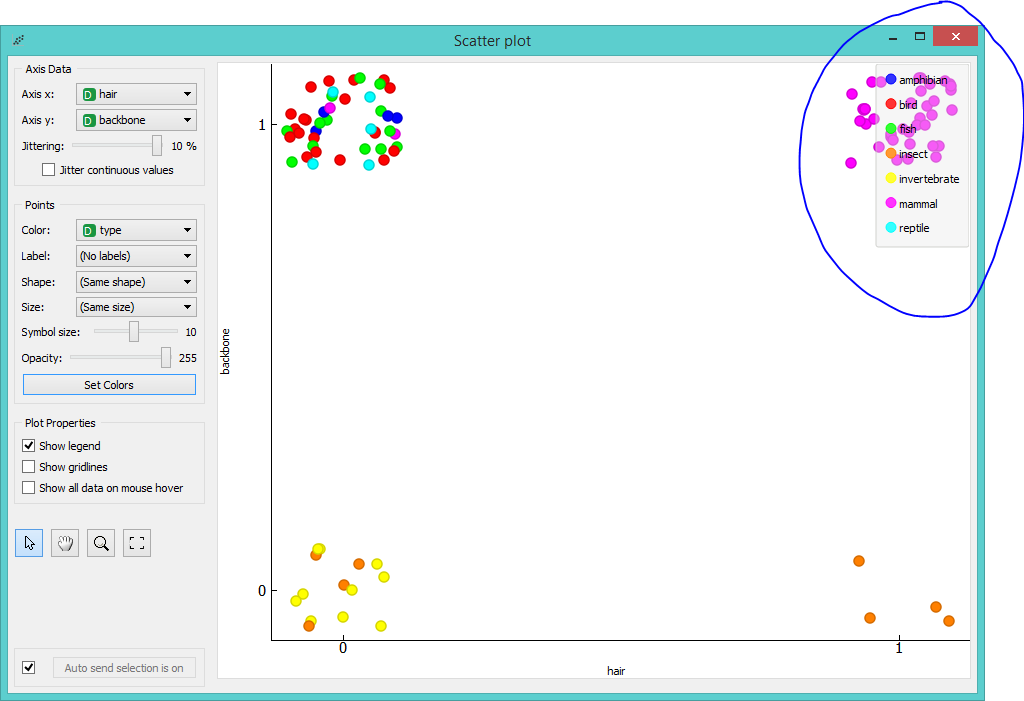 Scatter plot
Axis Data
Axis x: D hair
Axis y: D backbone
Jittering: 10 %
Jitter continuous values
Points
Color: D type
Label: (No labels)
Shape: (Same shape)
Size: (Same size)
Symbol size: 10
Opacity: 255
Set Colors
Plot Properties
Show legend
Show gridlines
Show all data on mouse hover
Auto send selection is on
backbone
1
0
0 1
hair
amphibian
bird
fish
insect
invertebrate
mammal
reptile